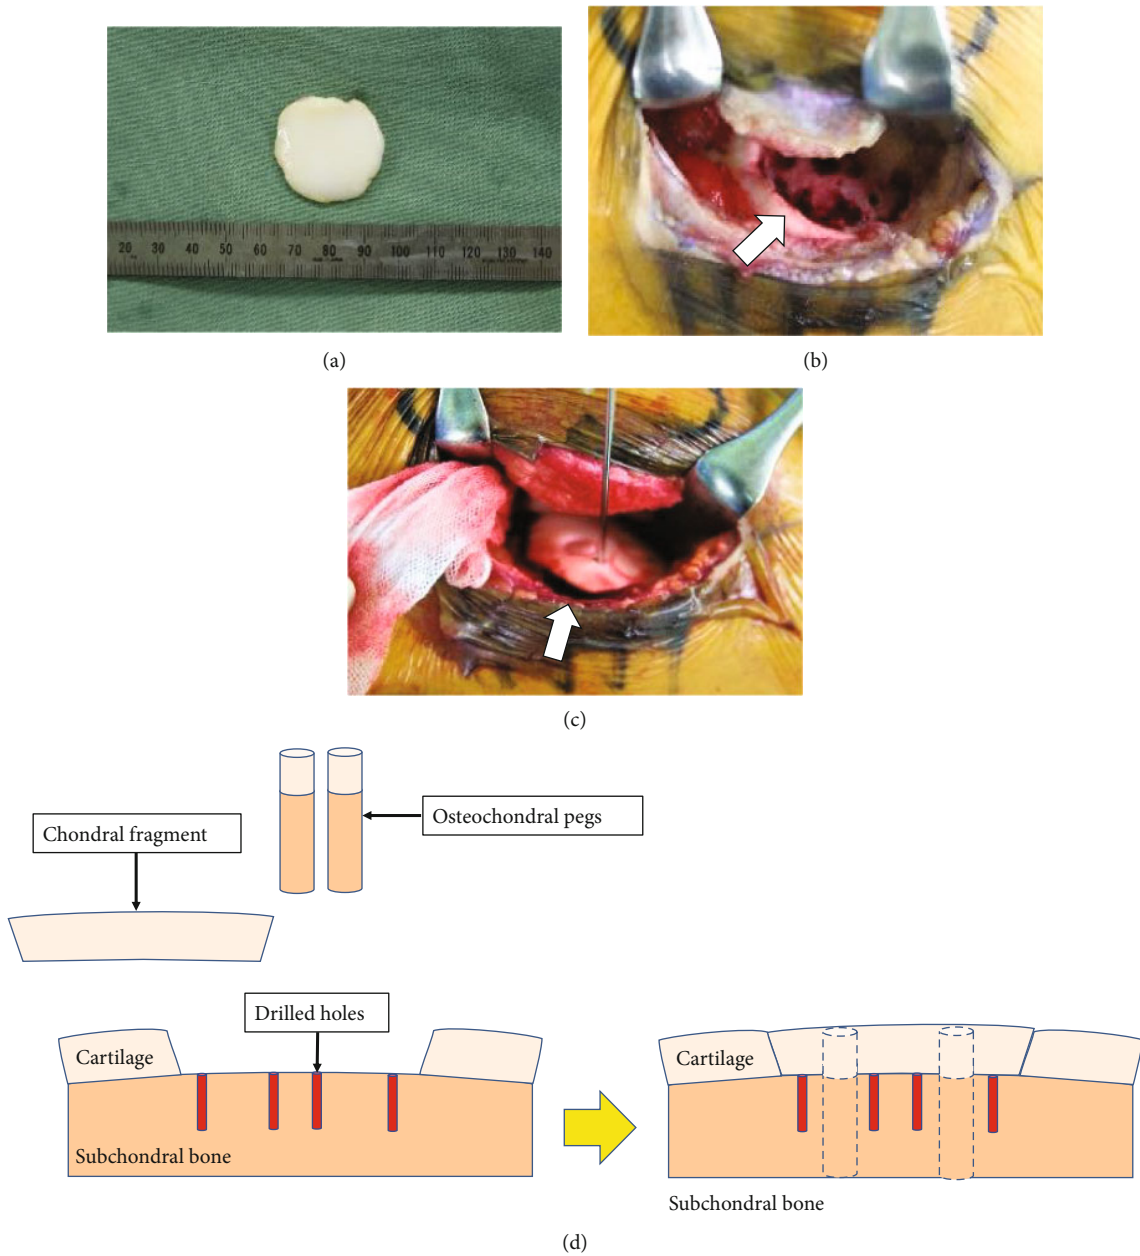 20 30 40 50 60 70 80 90 100 110 120 130 140
(a)
(b)
(c)
Chondral fragment
Osteochondral pegs
Drilled holes
Cartilage
Subchondral bone
Cartilage
Subchondral bone
(d)